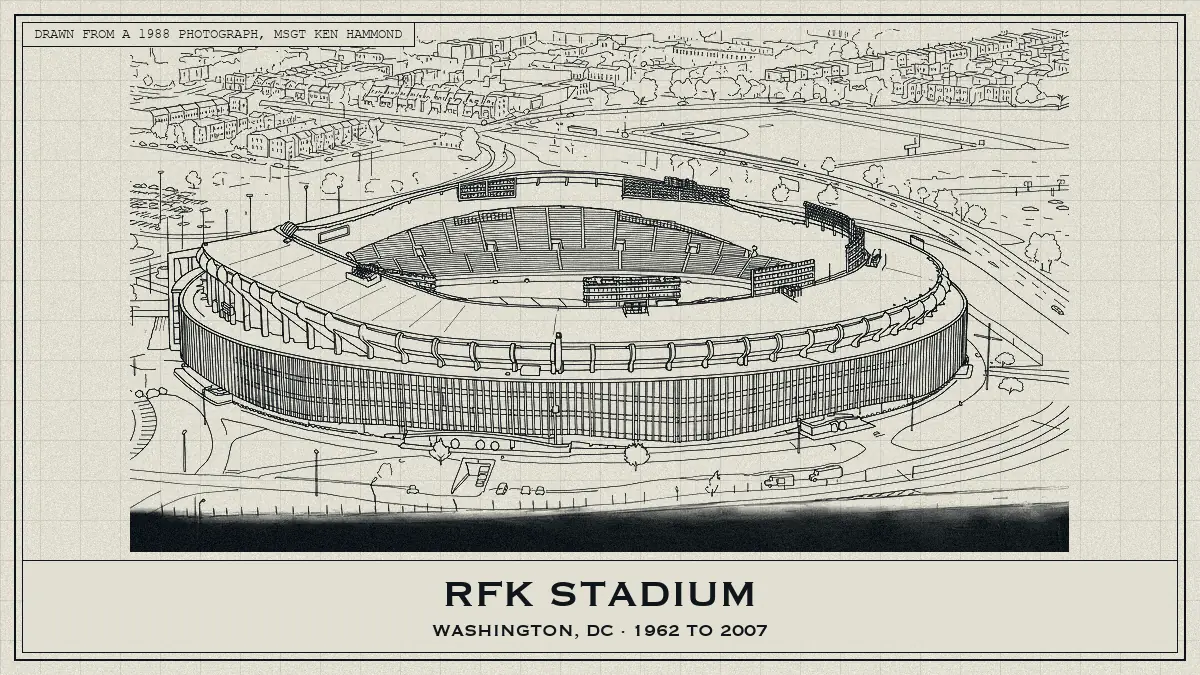 DRAWN FROM A 1988 PHOTOGRAPH, MSGT KEN HAMMOND
RFK STADIUM
WASHINGTON, DC · 1962 TO 2007